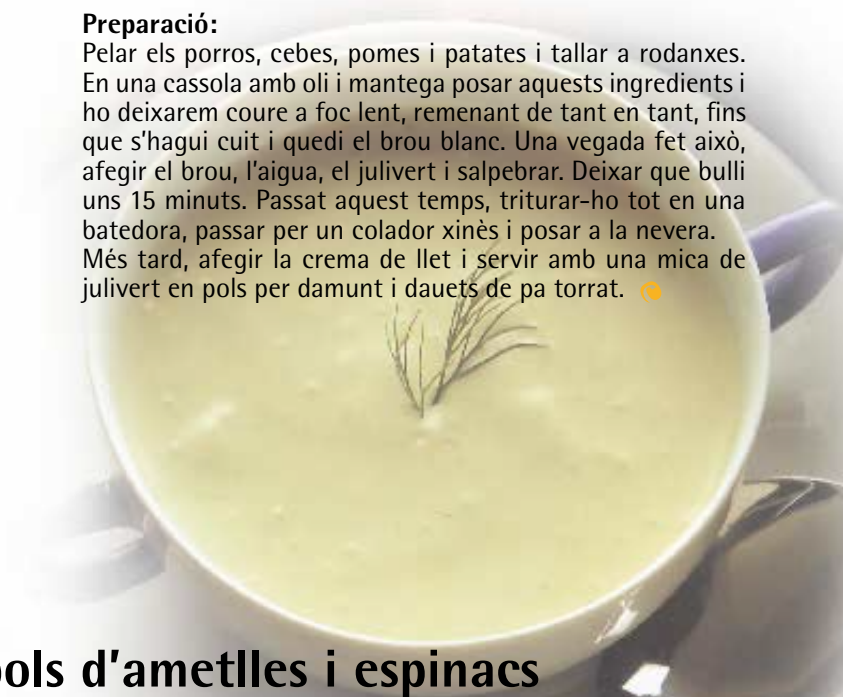 Preparació:
Pelar els porros, cebes, pomes i patates i tallar a rodanxes.
En una cassola amb oli i mantega posar aquests ingredients i
ho deixarem coure a foc lent, remenant de tant en tant, fins
que s'hagui cuit i quedi el brou blanc. Una vegada fet això,
afegir el brou, l'aigua, el julivert i salpebrar. Deixar que bulli
uns 15 minuts. Passat aquest temps, triturar-ho tot en una
batedora, passar per un colador xinès i posar a la nevera.
Més tard, afegir la crema de llet i servir amb una mica de
julivert en pols per damunt i dauets de pa torrat.
d'ametlles i espinacs